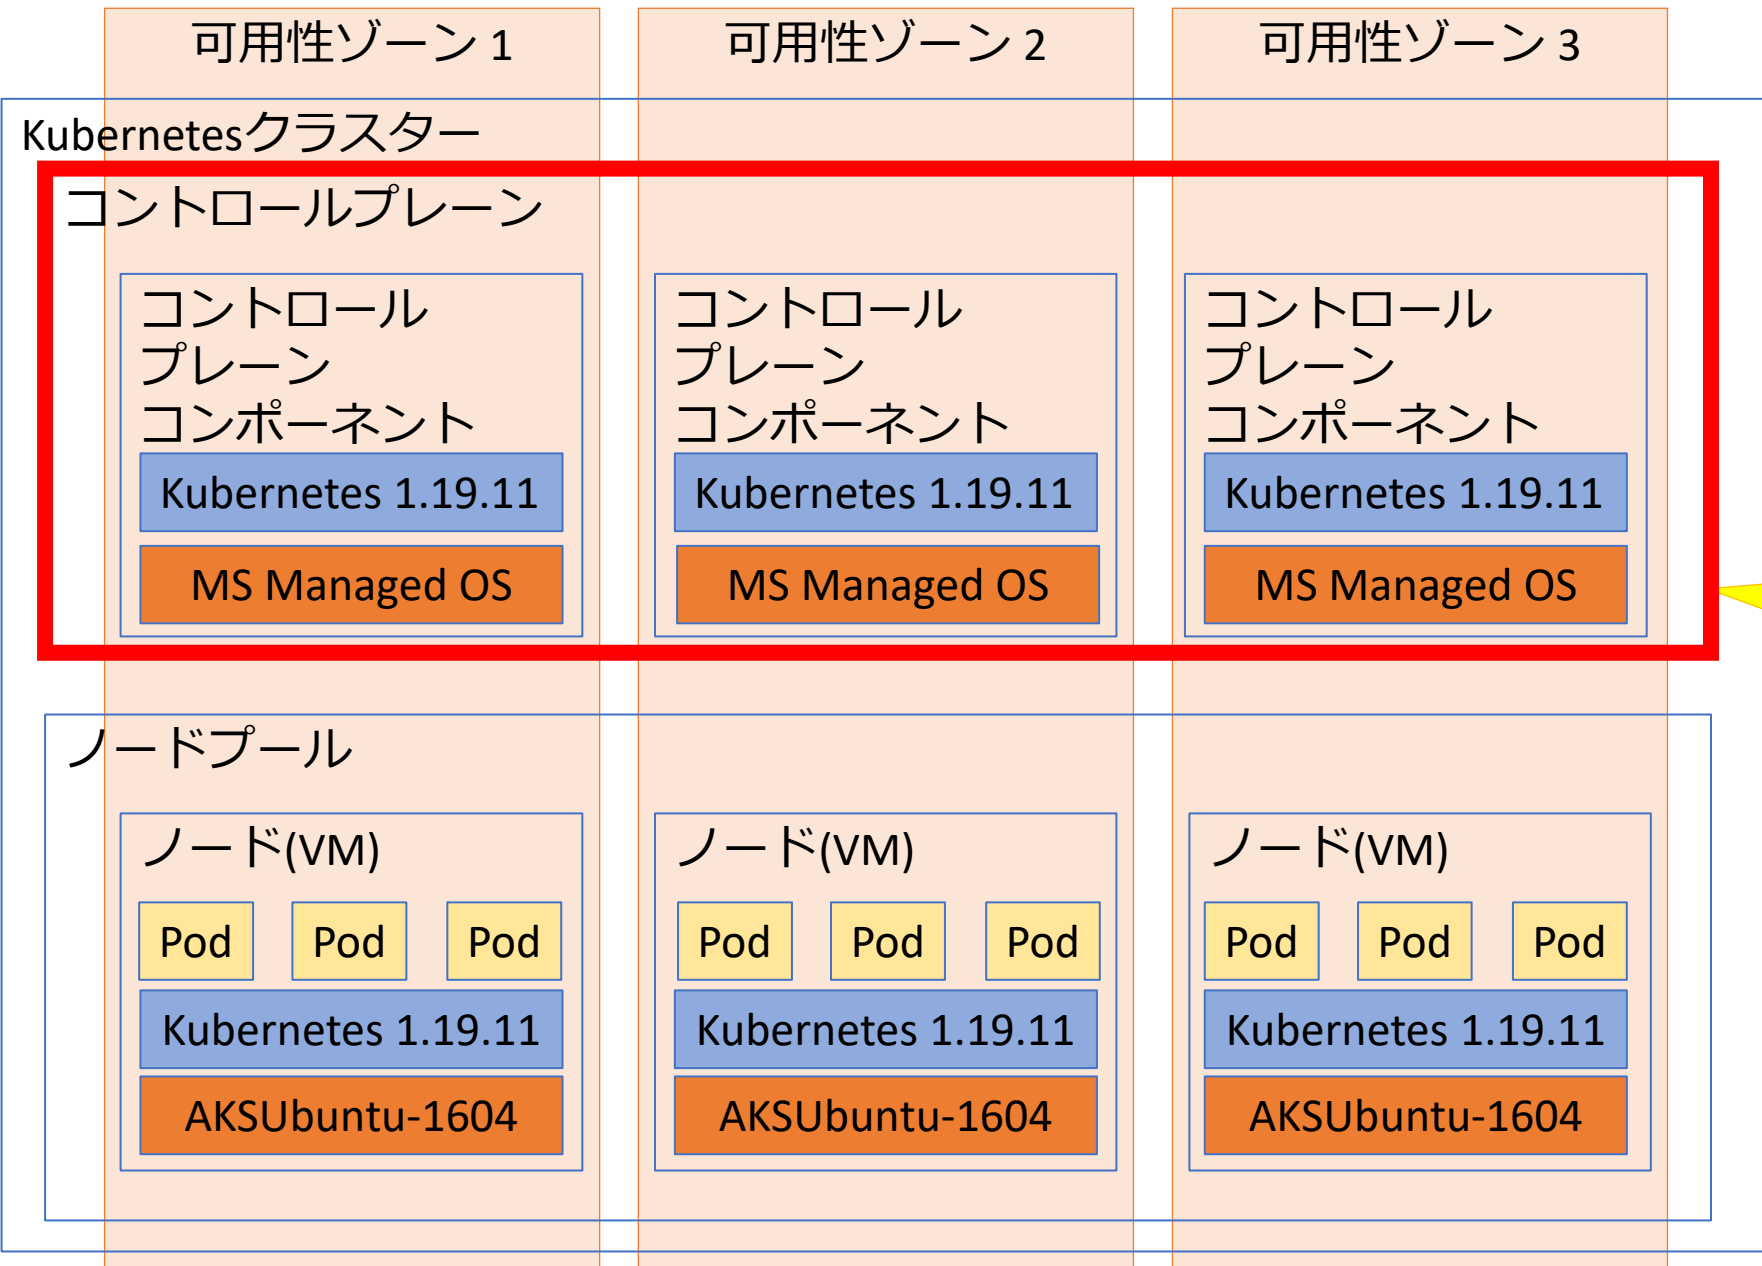 可用性ゾーン 1
可用性ゾーン 2
可用性ゾーン 3
Kubernetesクラスター
コントロールプレーン
コントロール
プレーン
コンポーネント
Kubernetes 1.19.11
MS Managed OS
コントロール
プレーン
コンポーネント
Kubernetes 1.19.11
MS Managed OS
コントロール
プレーン
コンポーネント
Kubernetes 1.19.11
MS Managed OS
ノードプール
ノード(VM)
Pod Pod Pod
Kubernetes 1.19.11
AKSUbuntu-1604
ノード(VM)
Pod Pod Pod
Kubernetes 1.19.11
AKSUbuntu-1604
ノード(VM)
Pod Pod Pod
Kubernetes 1.19.11
AKSUbuntu-1604